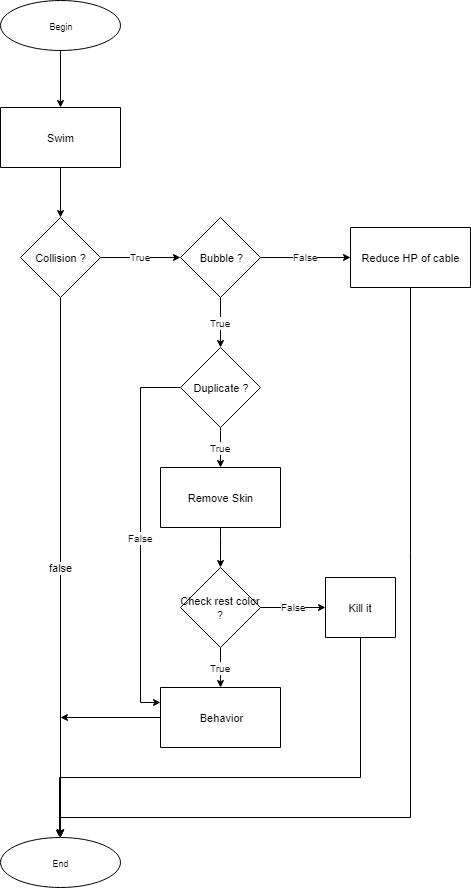 Begin
Swim
Collision ?
True
Bubble ?
False
Reduce HP of cable
True
Duplicate ?
True
Remove Skin
False
false
Check rest color
?
False
Kill it
True
Behavior
End